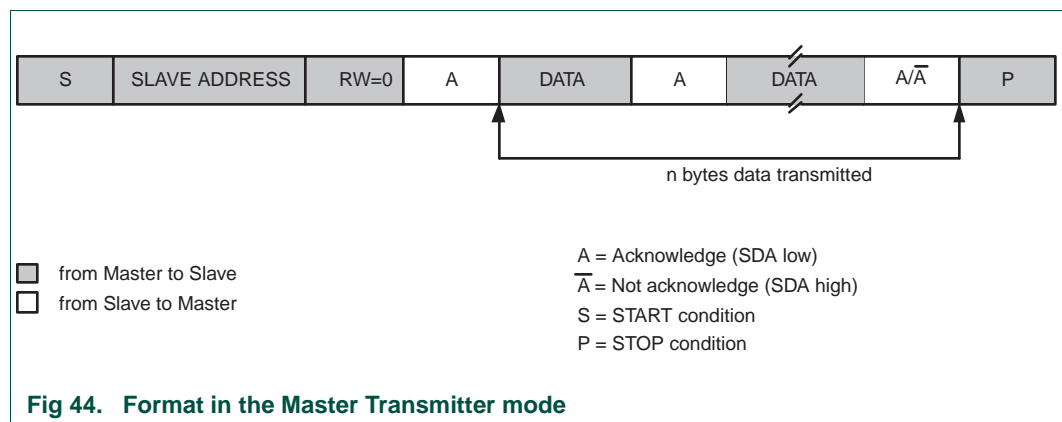 S SLAVE ADDRESS RW=0 A DATA A DATA A/A̅ P
n bytes data transmitted
from Master to Slave
from Slave to Master
A = Acknowledge (SDA low)
A̅ = Not acknowledge (SDA high)
S = START condition
P = STOP condition
Fig 44. Format in the Master Transmitter mode